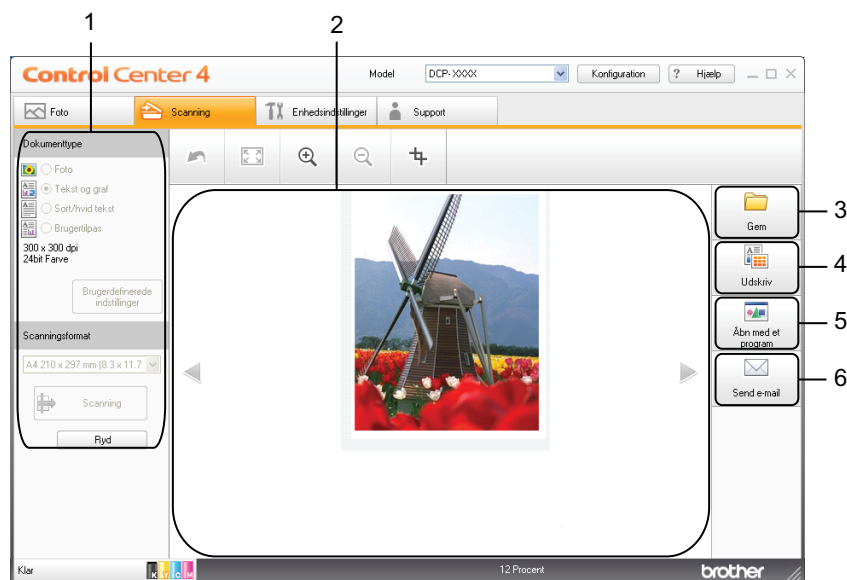 1
2
Control Center 4
Model
DCP-XXXX
Konfiguration
? Hjælp
Foto
Scanning
Enhedsindstillinger
Support
Dokumenttype
Foto
Tekst og graf
Sort/hvid tekst
Brugertilpas
300 x 300 dpi
24bit Farve
Brugerdefinerede
indstillinger
Scanningsformat
A4 210 x 297 mm (8.3 x 11.7
Scanning
Ryd
Gem
3
Udskriv
4
Åbn med et
program
5
Send e-mail
6
Klar
K Y C M
12 Procent
brother